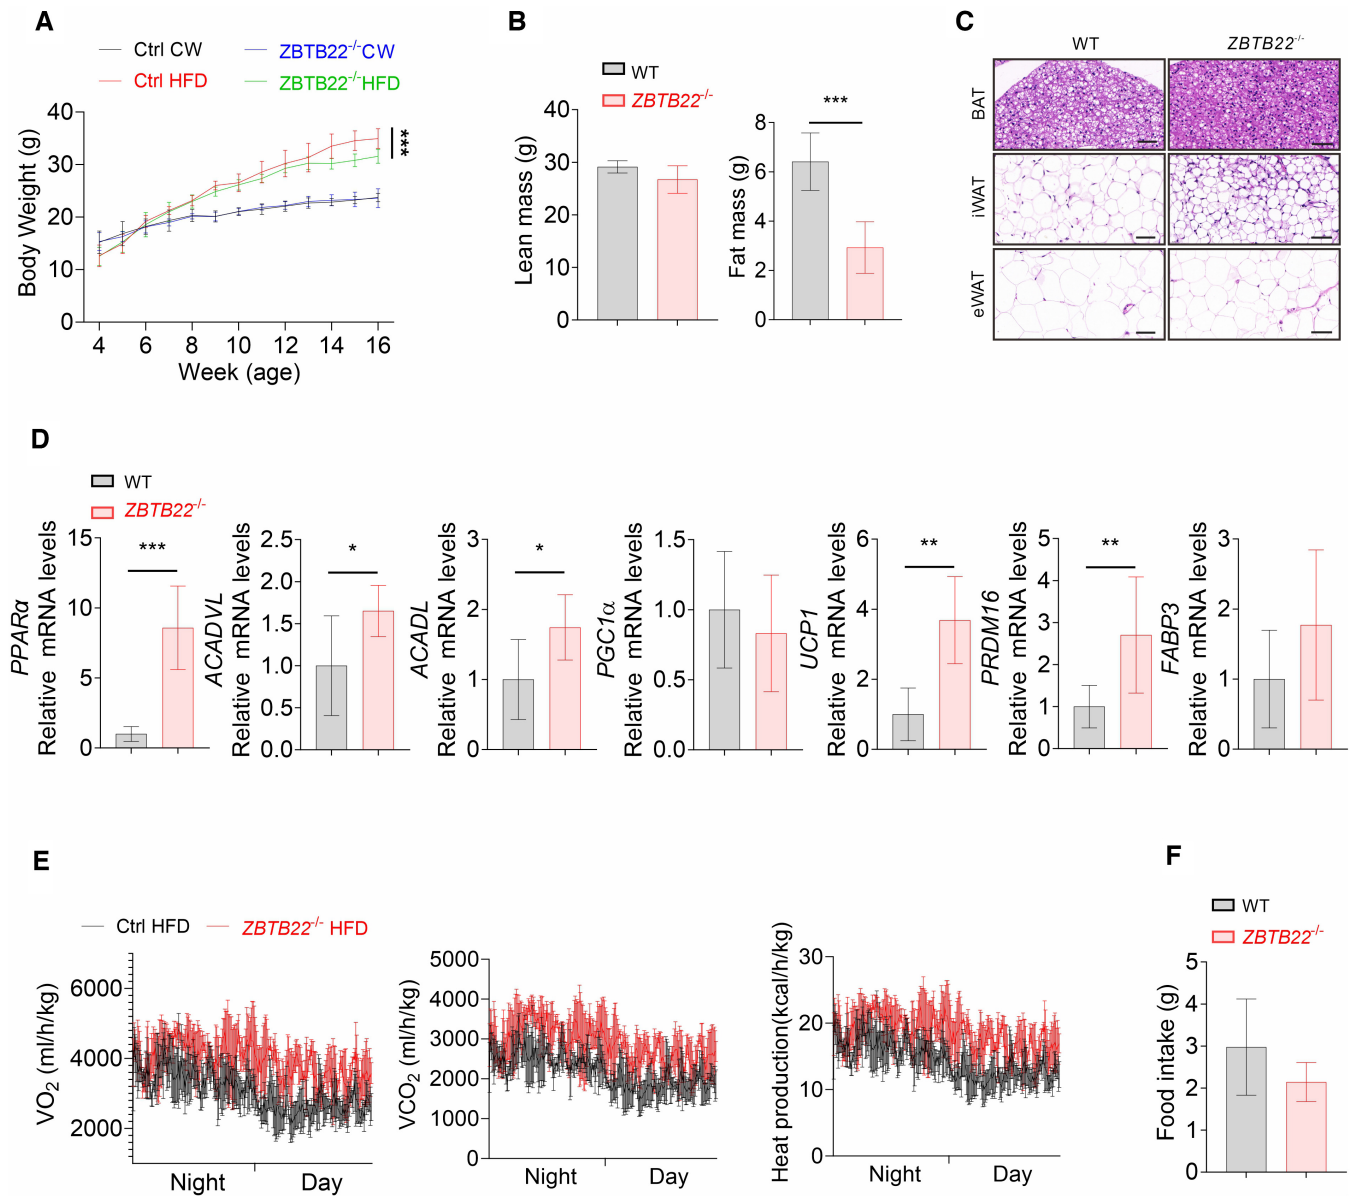 A
Ctrl CW
ZBTB22-/-CW
Ctrl HFD
ZBTB22-/-HFD
Body Weight (g)
40
30
20
10
0
***
4 6 8 10 12 14 16
Week (age)
B
WT
ZBTB22-/-
Lean mass (g)
40
30
20
10
0
Fat mass (g)
8
6
4
2
0
***
C
WT ZBTB22-/-
BAT
iWAT
eWAT
D
WT
ZBTB22-/-
PPARα
Relative mRNA levels
15
10
5
0
***
ACADVL
Relative mRNA levels
2.5
2.0
1.5
1.0
0.5
0.0
*
ACADL
Relative mRNA levels
3
2
1
0
*
PGC1α
Relative mRNA levels
1.5
1.0
0.5
0.0
UCP1
Relative mRNA levels
6
4
2
0
**
PRDM16
Relative mRNA levels
5
4
3
2
1
0
**
FABP3
Relative mRNA levels
3
2
1
0
E
Ctrl HFD
ZBTB22-/- HFD
VO2 (ml/h/kg)
6000
4000
2000
Night Day
VCO2 (ml/h/kg)
5000
4000
3000
2000
1000
0
Night Day
Heat production(kcal/h/kg)
30
20
10
0
Night Day
F
WT
ZBTB22-/-
Food intake (g)
5
4
3
2
1
0